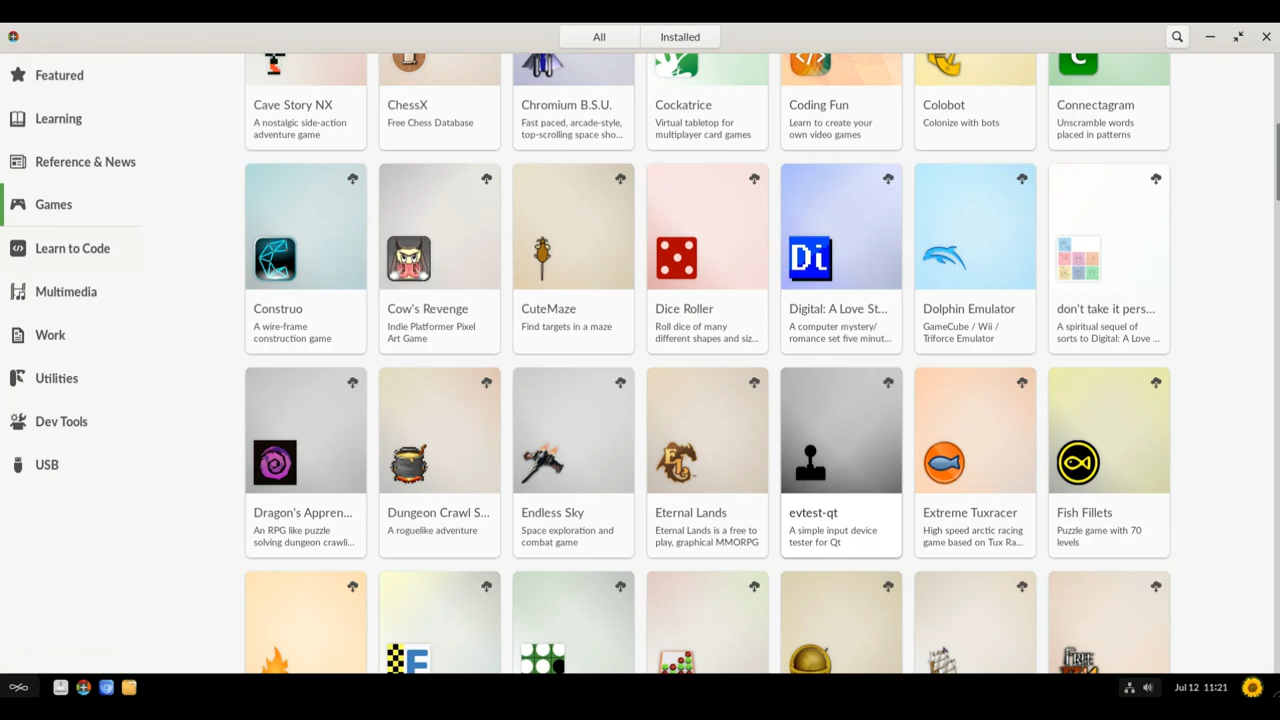 All
Installed
Featured
Learning
Reference & News
Games
Learn to Code
Multimedia
Work
Utilities
Dev Tools
USB
Cave Story NX
A nostalgic side-action
adventure game
ChessX
Free Chess Database
Chromium B.S.U.
Fast paced, arcade-style,
top-scrolling space sho...
Cockatrice
Virtual tabletop for
multiplayer card games
Coding Fun
Learn to create your
own video games
Colobot
Colonize with bots
Connectagram
Unscramble words
placed in patterns
Construo
A wire-frame
construction game
Cow's Revenge
Indie Platformer Pixel
Art Game
CuteMaze
Find targets in a maze
Dice Roller
Roll dice of many
different shapes and siz...
Di
Digital: A Love St...
A computer mystery/
romance set five minut...
Dolphin Emulator
GameCube / Wii /
Triforce Emulator
don't take it pers...
A spiritual sequel of
sorts to Digital: A Love ...
Dragon's Appren...
An RPG like puzzle
solving dungeon crawli...
Dungeon Crawl S...
A roguelike adventure
Endless Sky
Space exploration and
combat game
EL
Eternal Lands
Eternal Lands is a free to
play, graphical MMORPG
evtest-qt
A simple input device
tester for Qt
Extreme Tuxracer
High speed arctic racing
game based on Tux Ra...
Fish Fillets
Puzzle game with 70
levels
F
FREE
Jul 12 11:21